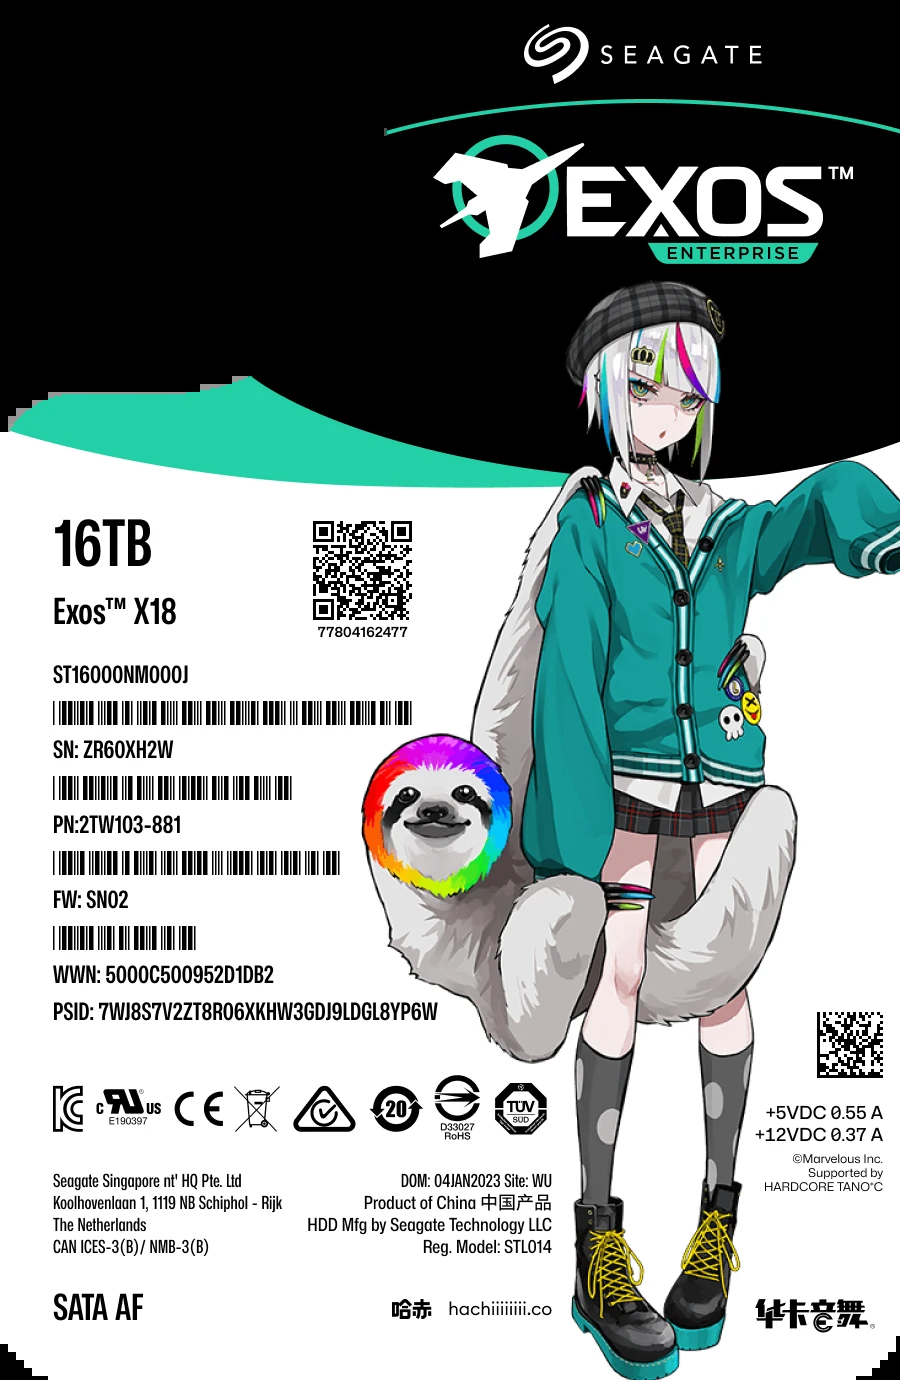 SEAGATE
EXOS™
ENTERPRISE
16TB
Exos™ X18
77804162477
ST16000NM000J
SN: ZR60XH2W
PN:2TW103-881
FW: SN02
WWN: 5000C500952D1DB2
PSID: 7WJ8S7V2ZT8R06XKHW3GDJ9LDGL8YP6W
c RU US
E190397
CE
20
D33027
RoHS
TÜV
SÜD
+5VDC 0.55 A
+12VDC 0.37 A
©Marvelous Inc.
Supported by
HARDCORE TANO*C
Seagate Singapore nt' HQ Pte. Ltd
Koolhovenlaan 1, 1119 NB Schiphol - Rijk
The Netherlands
CAN ICES-3(B)/ NMB-3(B)
DOM: 04JAN2023 Site: WU
Product of China 中国产品
HDD Mfg by Seagate Technology LLC
Reg. Model: STL014
SATA AF
哈赤 hachiiiiiiii.co
华卡音舞®